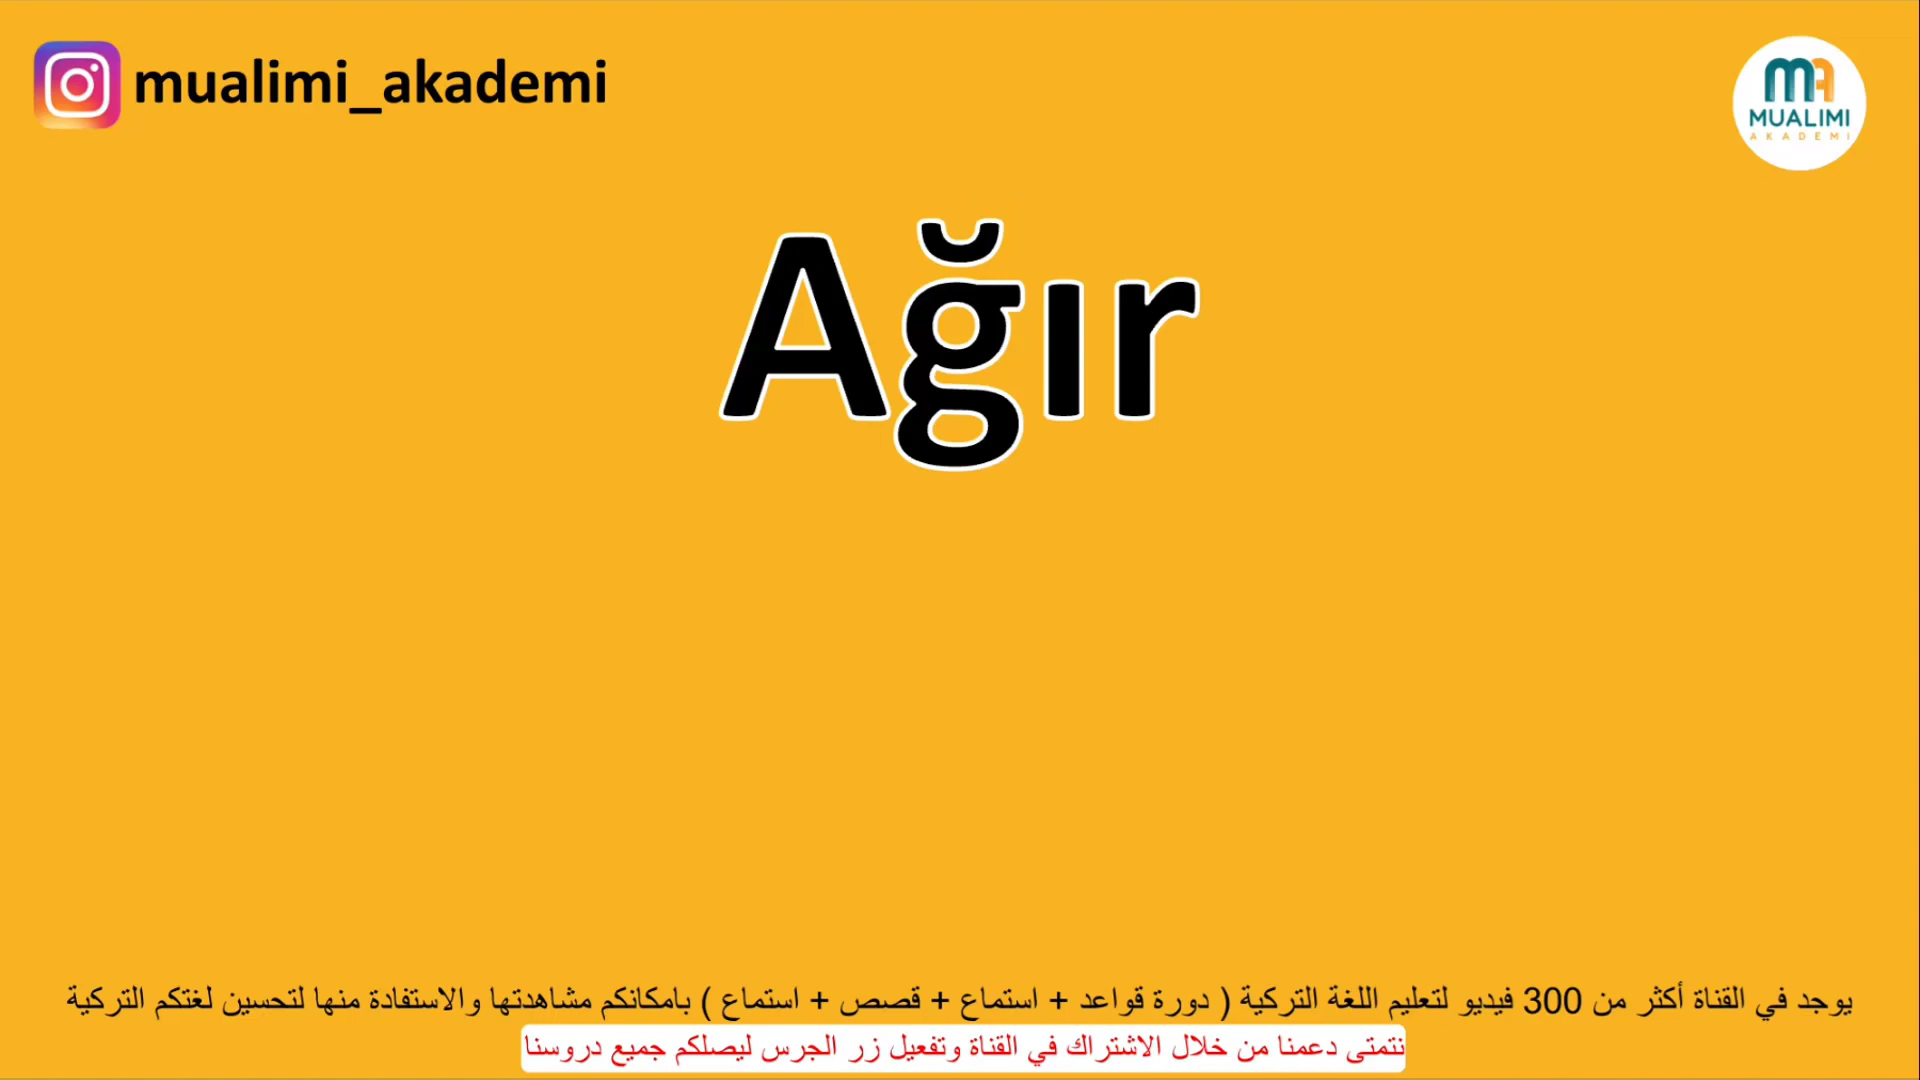 mualimi_akademi
MA
MUALIMI
AKADEMI
Ağır
يوجد في القناة أكثر من 300 فيديو لتعليم اللغة التركية ( دورة قواعد + استماع + قصص + استماع ) بامكانكم مشاهدتها والاستفادة منها لتحسين لغتكم التركية
نتمتى دعمنا من خلال الاشتراك في القناة وتفعيل زر الجرس ليصلكم جميع دروسنا